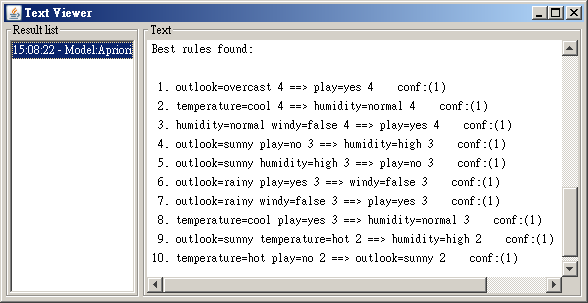 Text Viewer
Result list
15:08:22 - Model:Apriori
Text
Best rules found:
1. outlook=overcast 4 ==> play=yes 4 conf:(1)
2. temperature=cool 4 ==> humidity=normal 4 conf:(1)
3. humidity=normal windy=false 4 ==> play=yes 4 conf:(1)
4. outlook=sunny play=no 3 ==> humidity=high 3 conf:(1)
5. outlook=sunny humidity=high 3 ==> play=no 3 conf:(1)
6. outlook=rainy play=yes 3 ==> windy=false 3 conf:(1)
7. outlook=rainy windy=false 3 ==> play=yes 3 conf:(1)
8. temperature=cool play=yes 3 ==> humidity=normal 3 conf:(1)
9. outlook=sunny temperature=hot 2 ==> humidity=high 2 conf:(1)
10. temperature=hot play=no 2 ==> outlook=sunny 2 conf:(1)